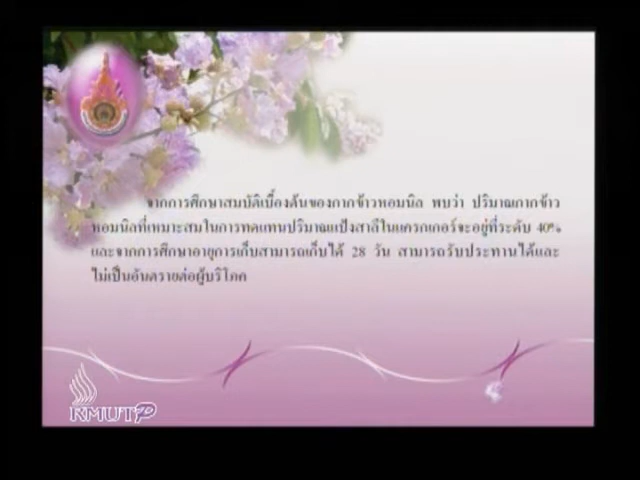 จากการศึกษาสมบัติเบื้องต้นของกากข้าวหอมนิล พบว่า ปริมาณกากข้าว
หอมนิลที่เหมาะสมในการทดแทนปริมาณแป้งสาลีในแครกเกอร์จะอยู่ที่ระดับ 40%
และจากการศึกษาอายุการเก็บสามารถเก็บได้ 28 วัน สามารถรับประทานได้และ
ไม่เป็นอันตรายต่อผู้บริโภค
RMUTP